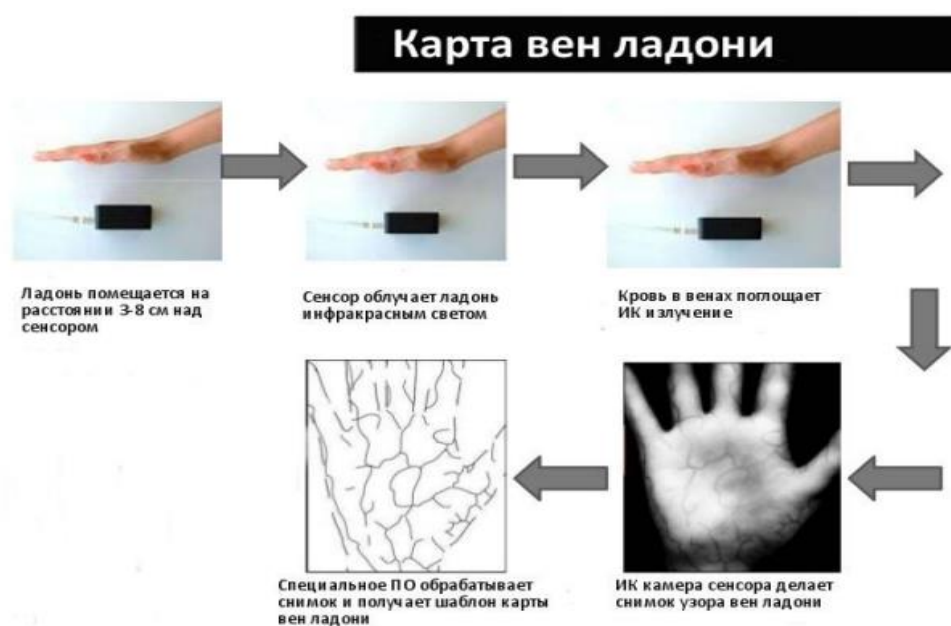 Карта вен ладони
Ладонь помещается на
расстоянии 3-8 см над
сенсором
Сенсор облучает ладонь
инфракрасным светом
Кровь в венах поглощает
ИК излучение
ИК камера сенсора делает
снимок узора вен ладони
Специальное ПО обрабатывает
снимок и получает шаблон карты
вен ладони